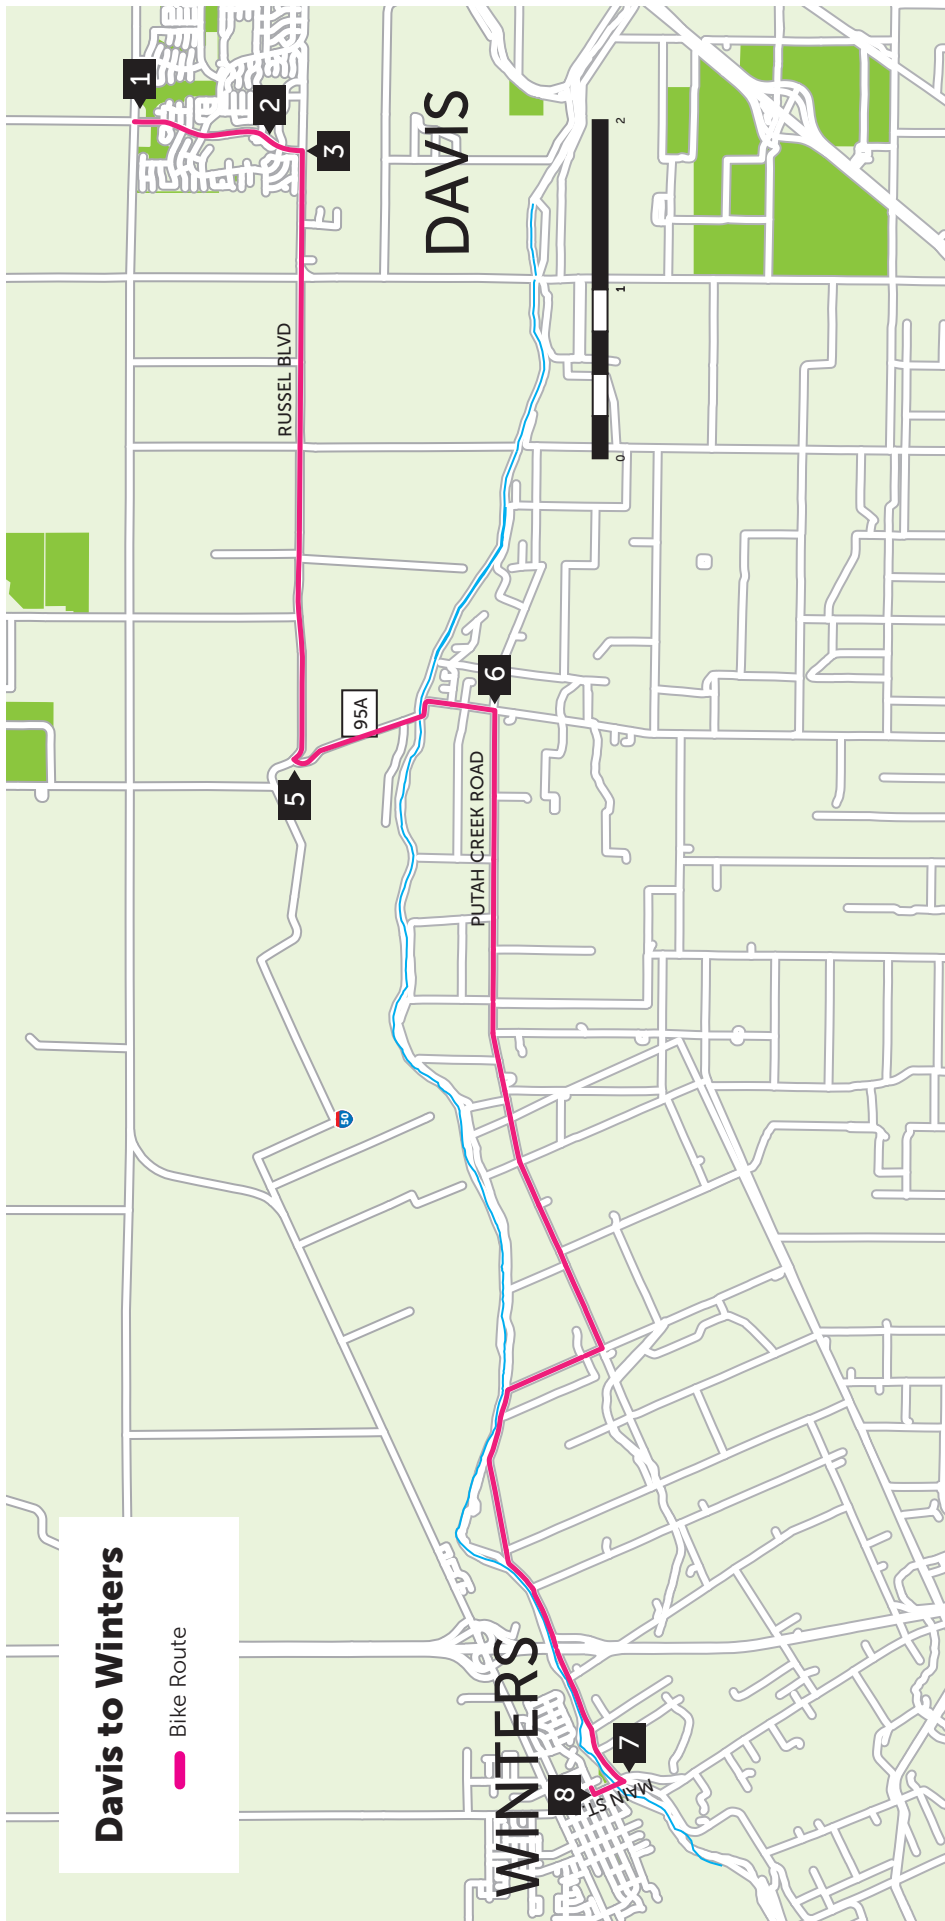 Davis to Winters
Bike Route
WINTERS
DAVIS
RUSSEL BLVD
95A
PUTAH CREEK ROAD
MAIN ST
50
1
2
3
5
6
7
8
0
1
2